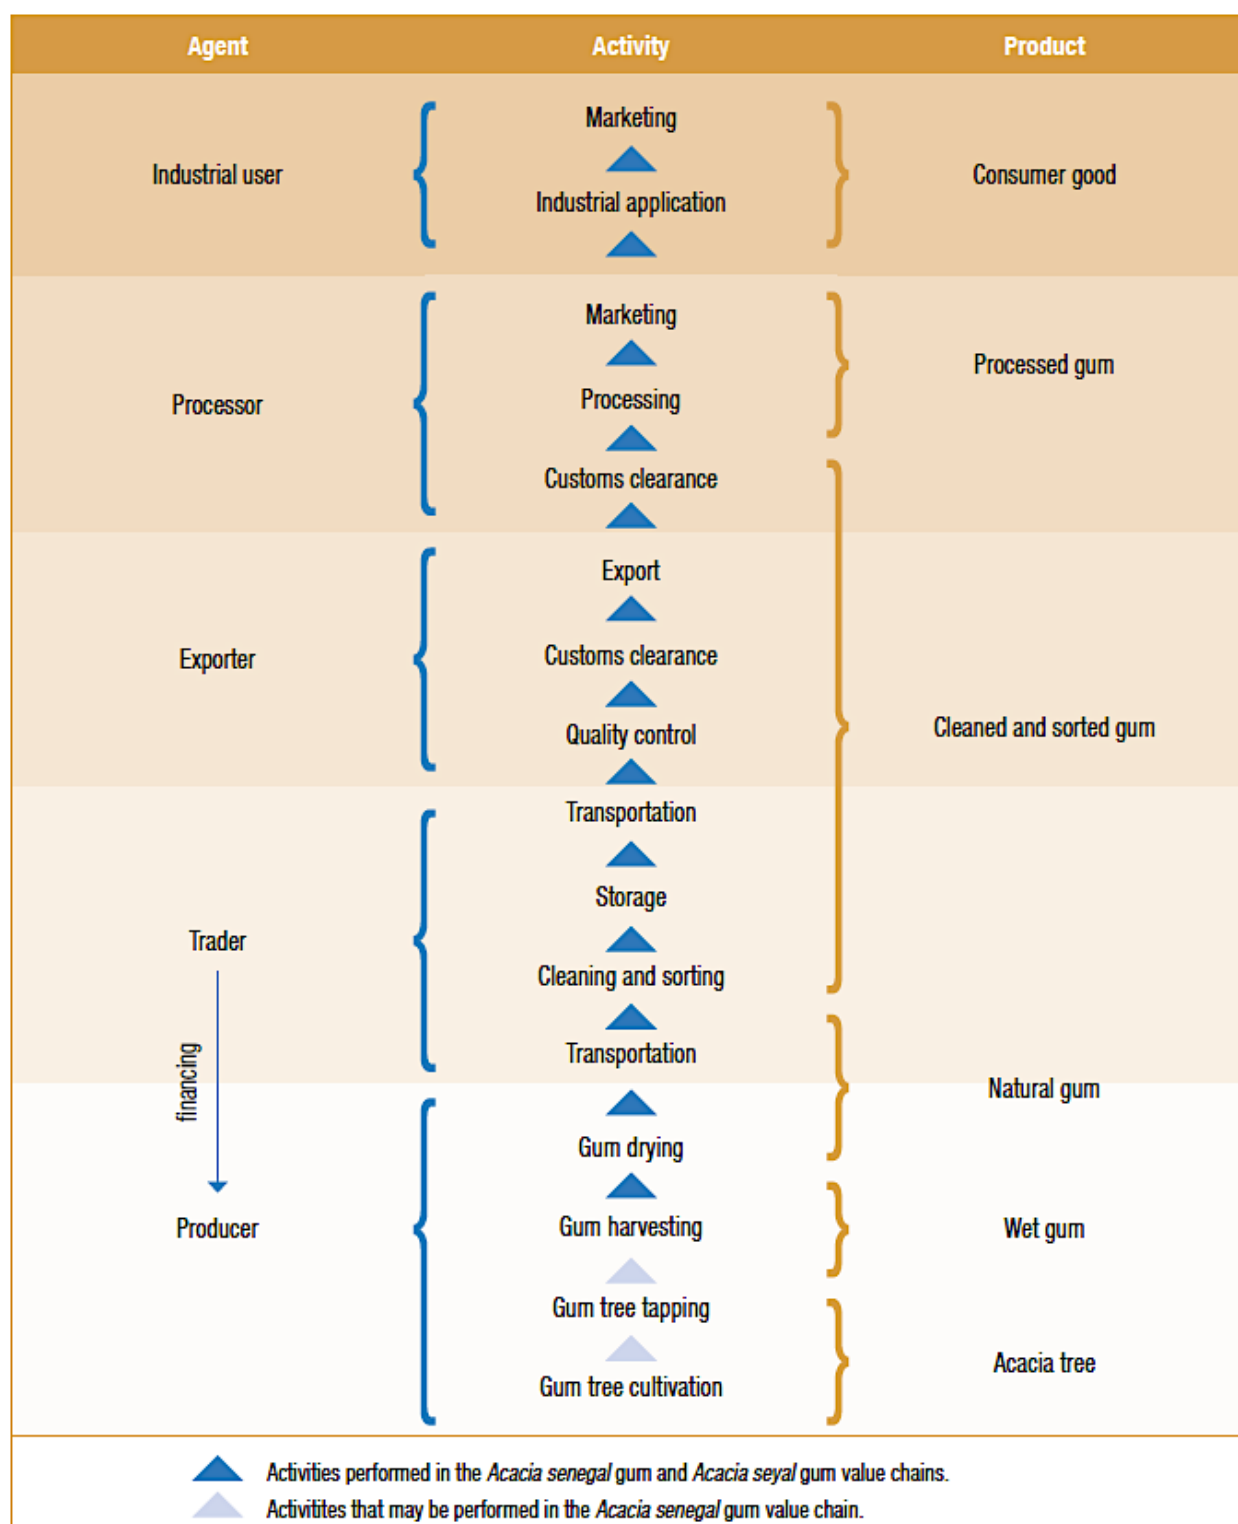 Agent Activity Product
Marketing
Industrial user Consumer good
Industrial application
Marketing
Processed gum
Processor Processing
Customs clearance
Export
Exporter Customs clearance
Cleaned and sorted gum
Quality control
Transportation
Storage
Trader
Cleaning and sorting
Transportation
financing
Natural gum
Gum drying
Producer Gum harvesting Wet gum
Gum tree tapping
Acacia tree
Gum tree cultivation
Activities performed in the Acacia senegal gum and Acacia seyal gum value chains.
Activitites that may be performed in the Acacia senegal gum value chain.